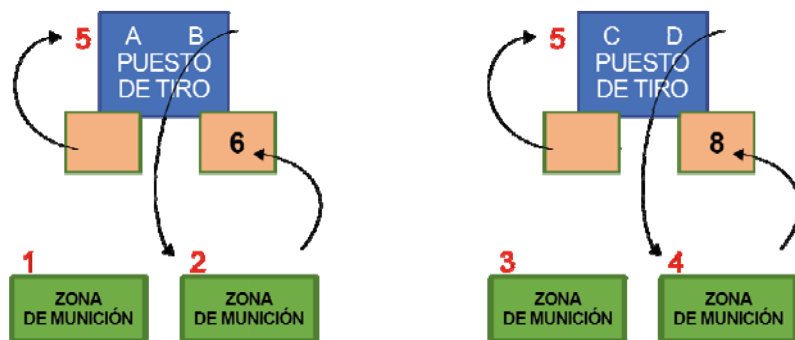 5 A B
PUESTO
DE TIRO
6
1
2
ZONA
DE MUNICIÓN
ZONA
DE MUNICIÓN
5 C D
PUESTO
DE TIRO
8
3
4
ZONA
DE MUNICIÓN
ZONA
DE MUNICIÓN